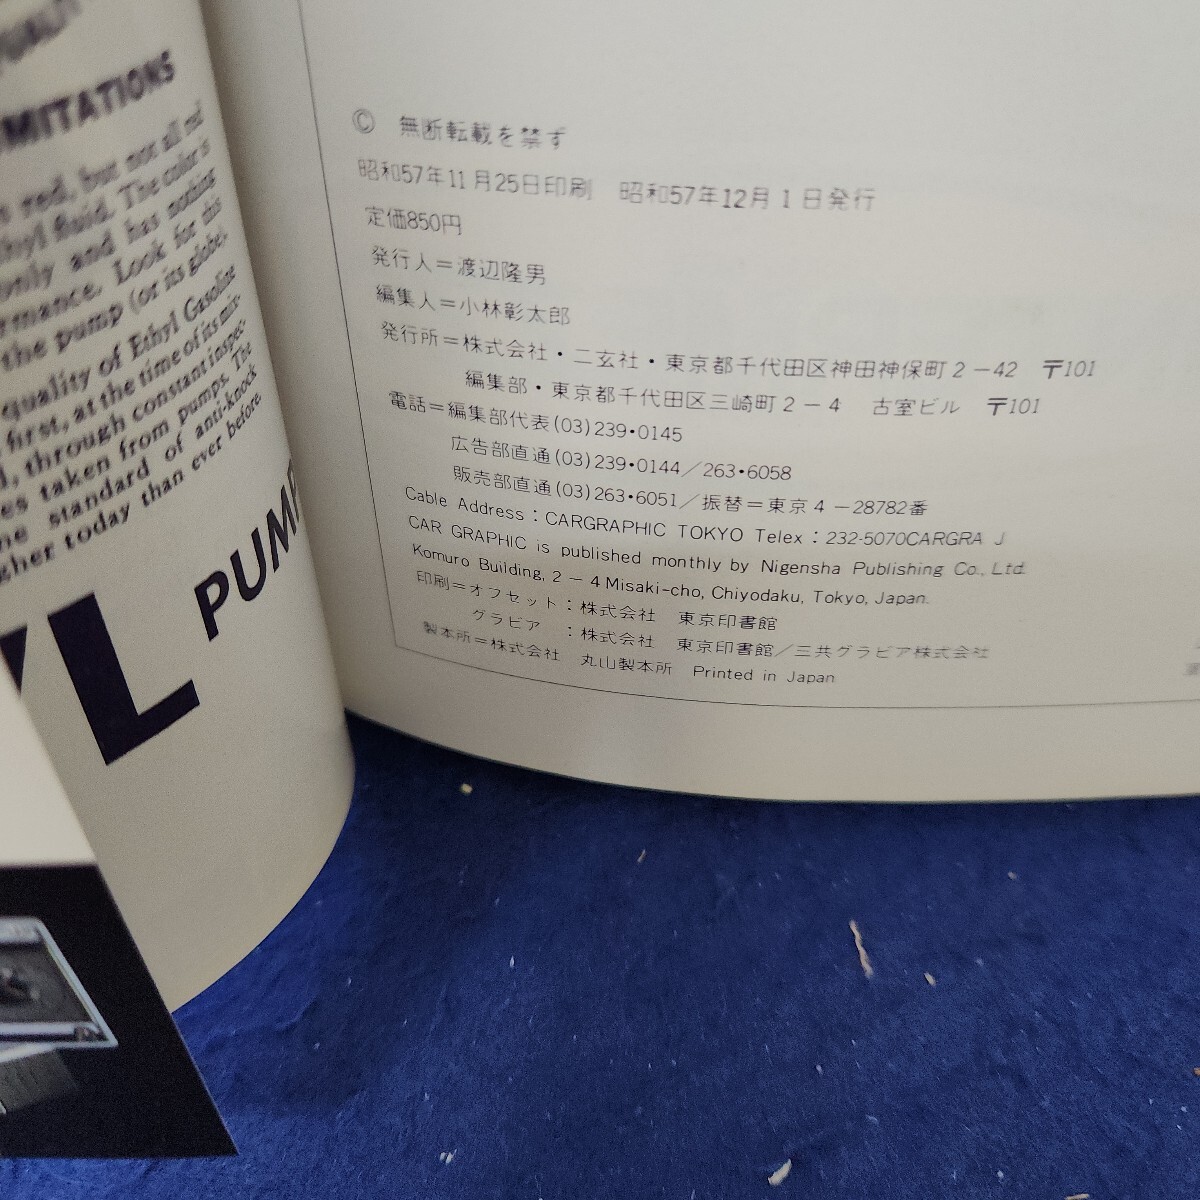 MITATIONS
red, but not all red
fluid. The color is
only and has nothing
Look for this
the pump (or its globe).
quality of Ethyl Gasoline
first, at the time of its mix-
through constant inspec-
taken from pumps. The
standard of anti-knock
today than ever before
PUMP
© 無断転載を禁ず
昭和57年11月25日印刷 昭和57年12月1日発行
定価850円
発行人＝渡辺隆男
編集人＝小林彰太郎
発行所＝株式会社・二玄社・東京都千代田区神田神保町2-42 〒101
編集部・東京都千代田区三崎町2-4 古室ビル 〒101
電話＝編集部代表(03)239・0145
広告部直通(03)239・0144／263・6058
販売部直通(03)263・6051／振替＝東京4-28782番
Cable Address : CARGRAPHIC TOKYO Telex : 232-5070CARGRA J
CAR GRAPHIC is published monthly by Nigensha Publishing Co., Ltd.
Komuro Building, 2-4 Misaki-cho, Chiyodaku, Tokyo, Japan.
印刷＝オフセット：株式会社 東京印書館
グラビア ：株式会社 東京印書館／三共グラビア株式会社
製本所＝株式会社 丸山製本所 Printed in Japan